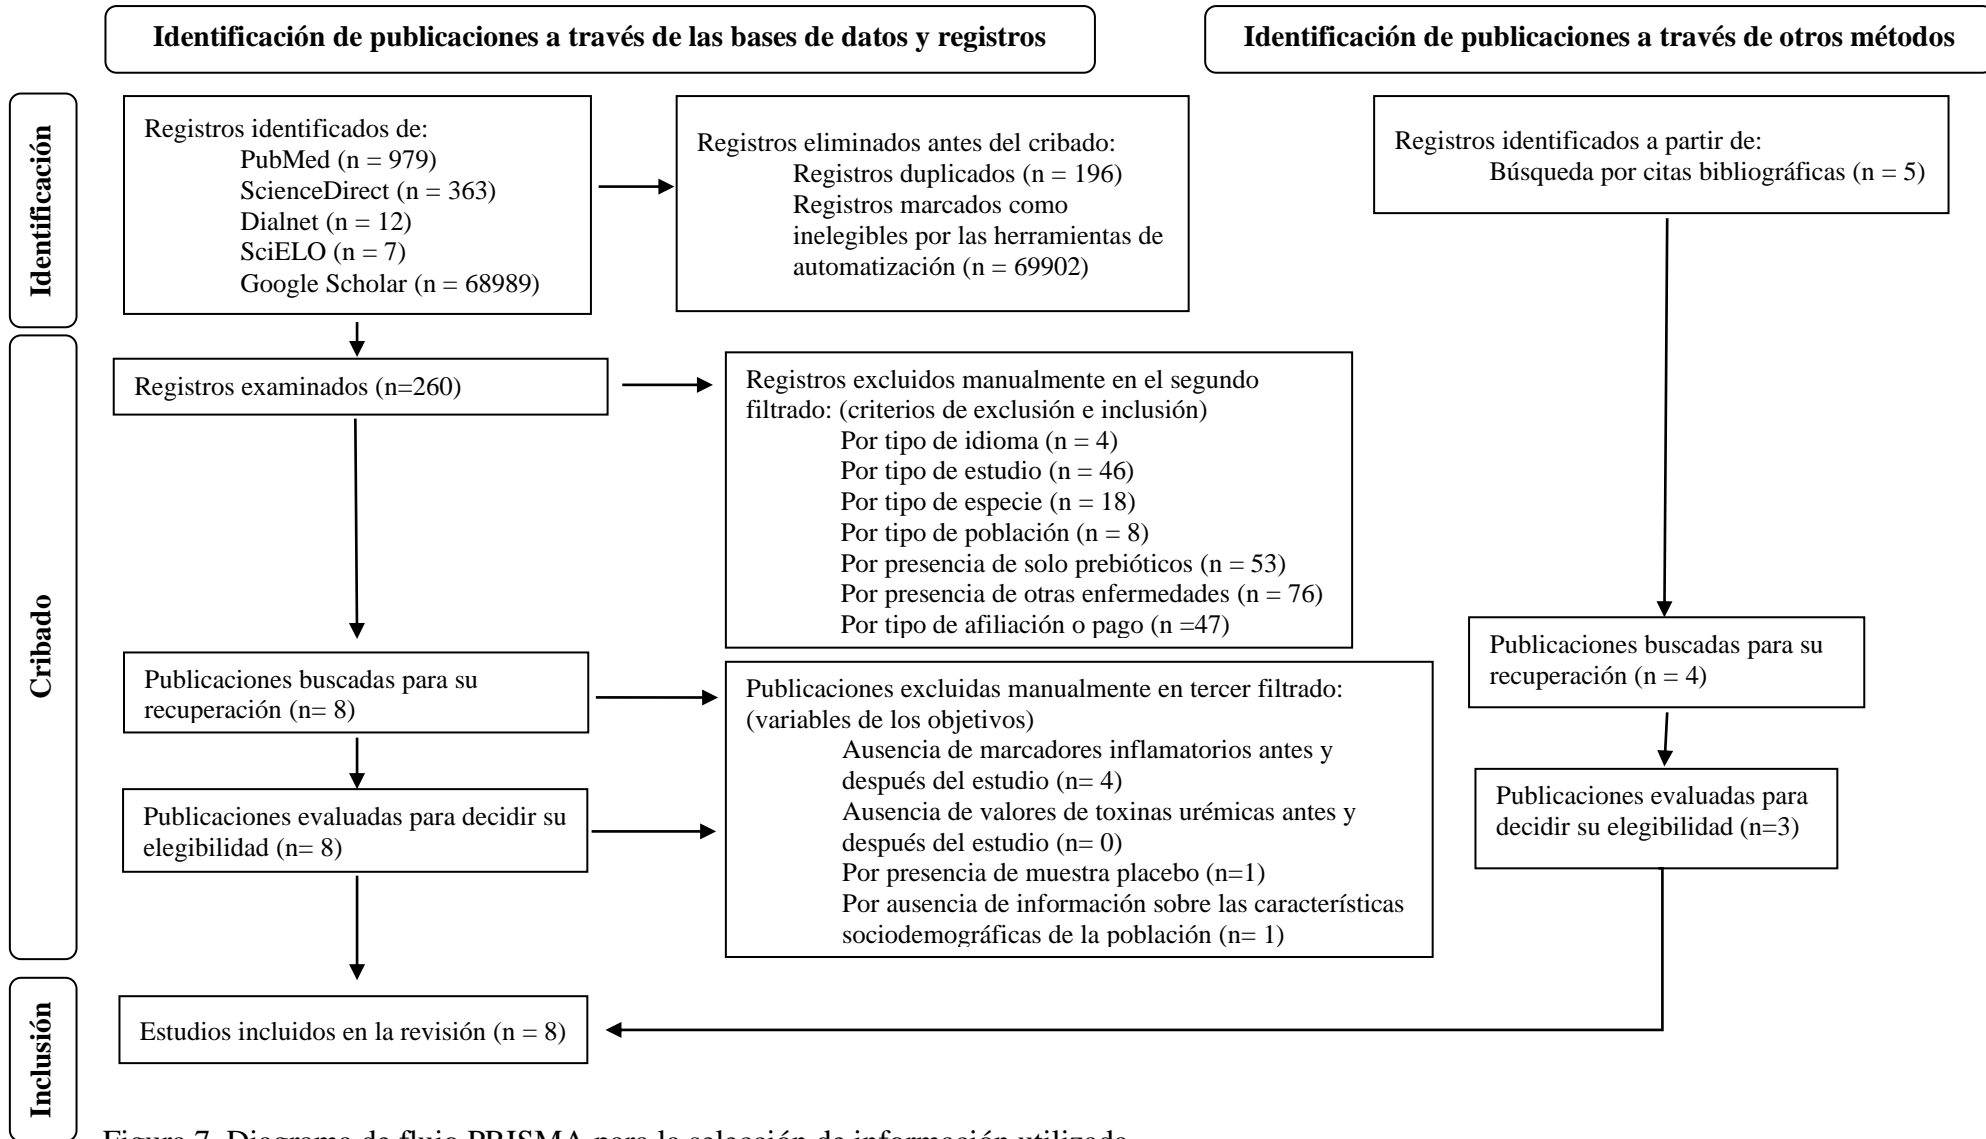 Identificación de publicaciones a través de las bases de datos y registros
Identificación de publicaciones a través de otros métodos
Identificación
Registros identificados de:
PubMed (n = 979)
ScienceDirect (n = 363)
Dialnet (n = 12)
SciELO (n = 7)
Google Scholar (n = 68989)
Registros eliminados antes del cribado:
Registros duplicados (n = 196)
Registros marcados como
inelegibles por las herramientas de
automatización (n = 69902)
Registros identificados a partir de:
Búsqueda por citas bibliográficas (n = 5)
Cribado
Registros examinados (n=260)
Registros excluidos manualmente en el segundo
filtrado: (criterios de exclusión e inclusión)
Por tipo de idioma (n = 4)
Por tipo de estudio (n = 46)
Por tipo de especie (n = 18)
Por tipo de población (n = 8)
Por presencia de solo prebióticos (n = 53)
Por presencia de otras enfermedades (n = 76)
Por tipo de afiliación o pago (n =47)
Publicaciones buscadas para su
recuperación (n= 8)
Publicaciones excluidas manualmente en tercer filtrado:
(variables de los objetivos)
Ausencia de marcadores inflamatorios antes y
después del estudio (n= 4)
Ausencia de valores de toxinas urémicas antes y
después del estudio (n= 0)
Por presencia de muestra placebo (n=1)
Por ausencia de información sobre las características
sociodemográficas de la población (n= 1)
Publicaciones buscadas para su
recuperación (n = 4)
Publicaciones evaluadas para decidir su
elegibilidad (n= 8)
Publicaciones evaluadas para
decidir su elegibilidad (n=3)
Inclusión
Estudios incluidos en la revisión (n = 8)
Figura 7. Diagrama de flujo PRISMA para la selección de información utilizada